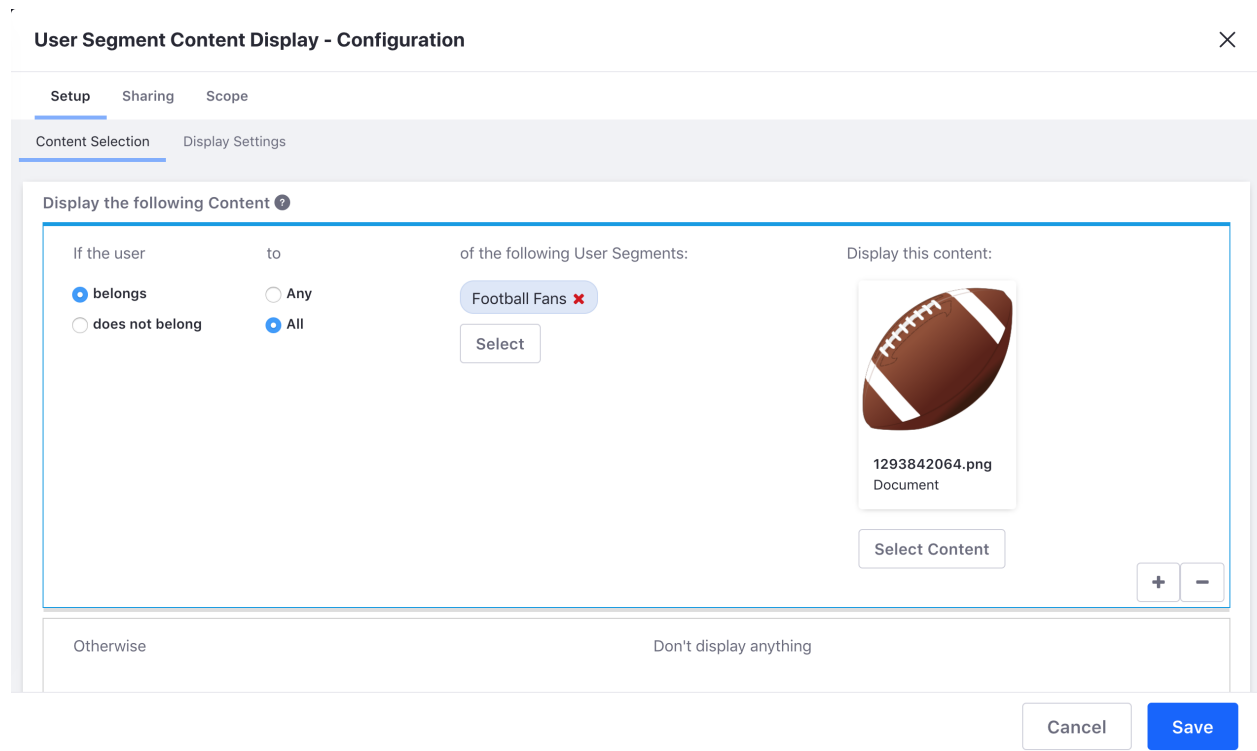 User Segment Content Display - Configuration
Setup Sharing Scope
Content Selection Display Settings
Display the following Content ?
If the user to of the following User Segments: Display this content:
belongs Any Football Fans
does not belong All Select
1293842064.png
Document
Select Content
Otherwise Don't display anything
Cancel Save